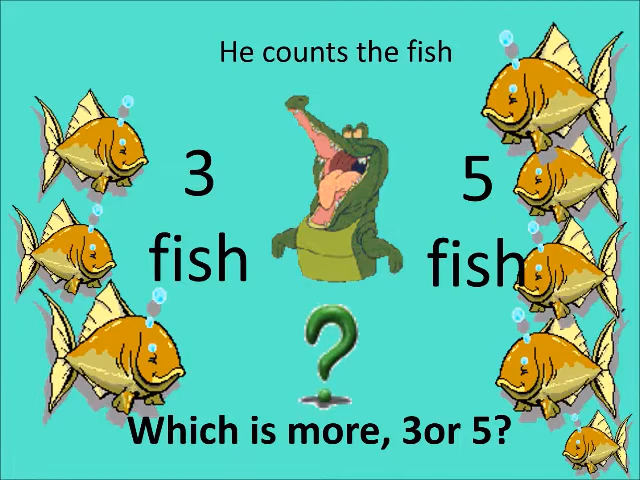 He counts the fish
3
fish
5
fish
Which is more, 3or 5?